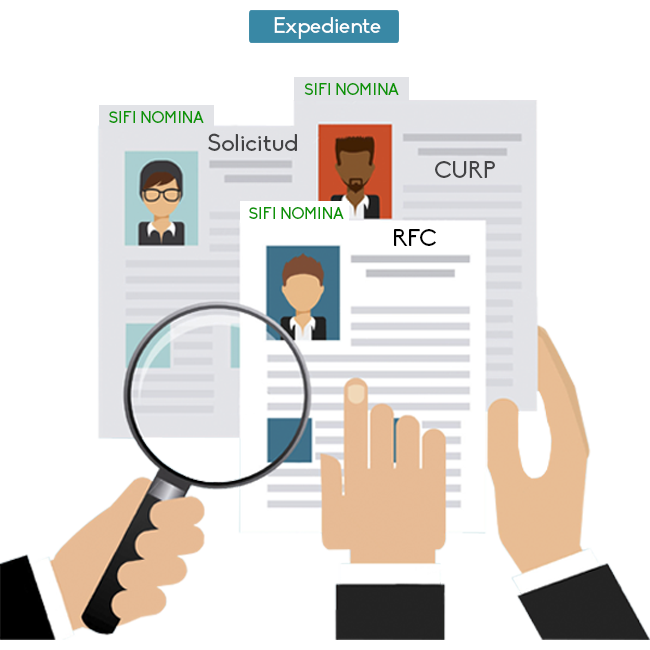 Expediente
SIFI NOMINA
SIFI NOMINA
Solicitud
CURP
SIFI NOMINA
RFC